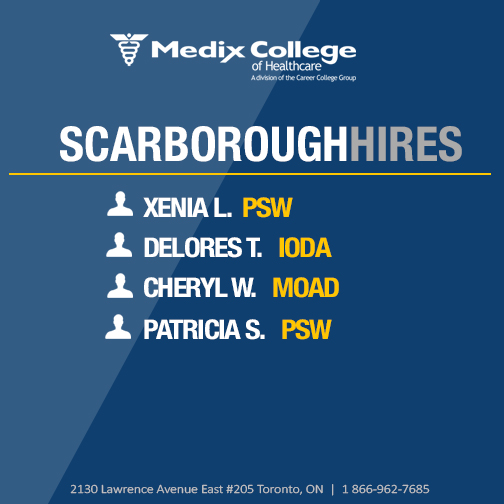 Medix College
of Healthcare
A division of the Career College Group
SCARBOROUGHHIRES
XENIA L. PSW
DELORES T. IODA
CHERYL W. MOAD
PATRICIA S. PSW
2130 Lawrence Avenue East #205 Toronto, ON | 1 866-962-7685